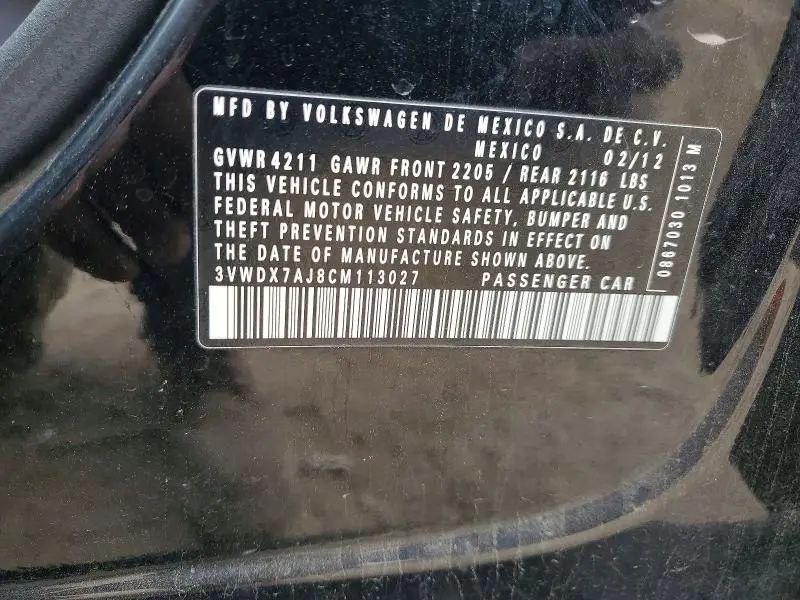 MFD BY VOLKSWAGEN DE MEXICO S.A. DE C.V.
MEXICO 02/12
GVWR 4211 GAWR FRONT 2205 / REAR 2116 LBS
THIS VEHICLE CONFORMS TO ALL APPLICABLE U.S.
FEDERAL MOTOR VEHICLE SAFETY, BUMPER AND
THEFT PREVENTION STANDARDS IN EFFECT ON
THE DATE OF MANUFACTURE SHOWN ABOVE.
3VWDX7AJ8CM113027 PASSENGER CAR
0867030 1013 M